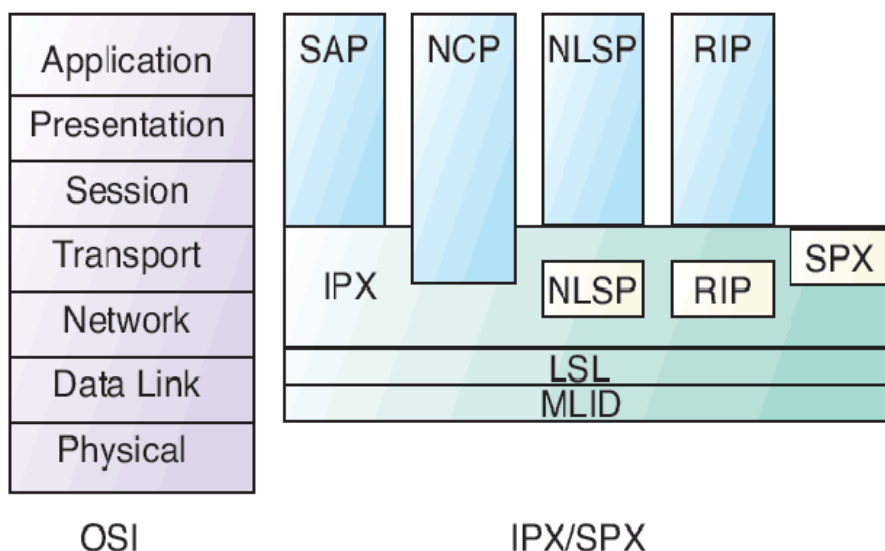 Application
Presentation
Session
Transport
Network
Data Link
Physical
OSI
SAP
NCP
NLSP
RIP
IPX
NLSP
RIP
SPX
LSL
MLID
IPX/SPX